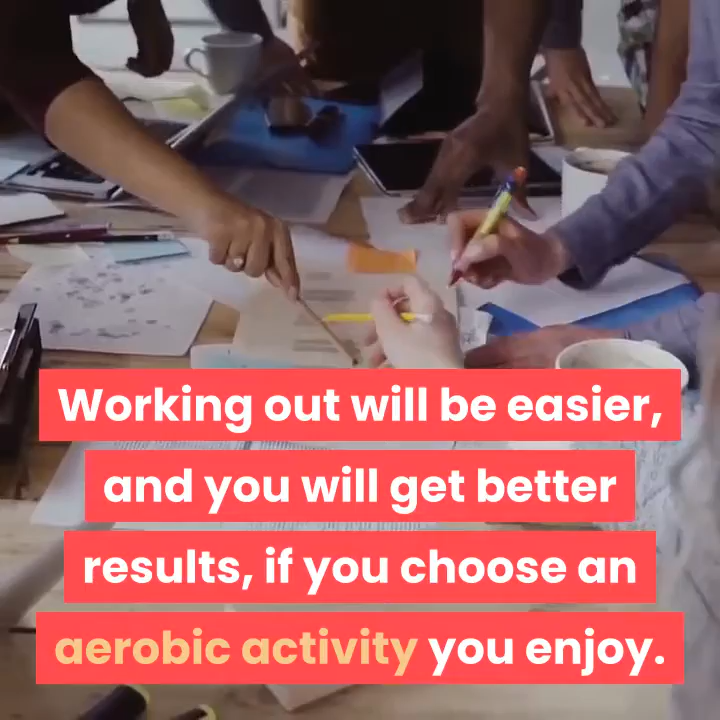 Working out will be easier,
and you will get better
results, if you choose an
aerobic activity you enjoy.